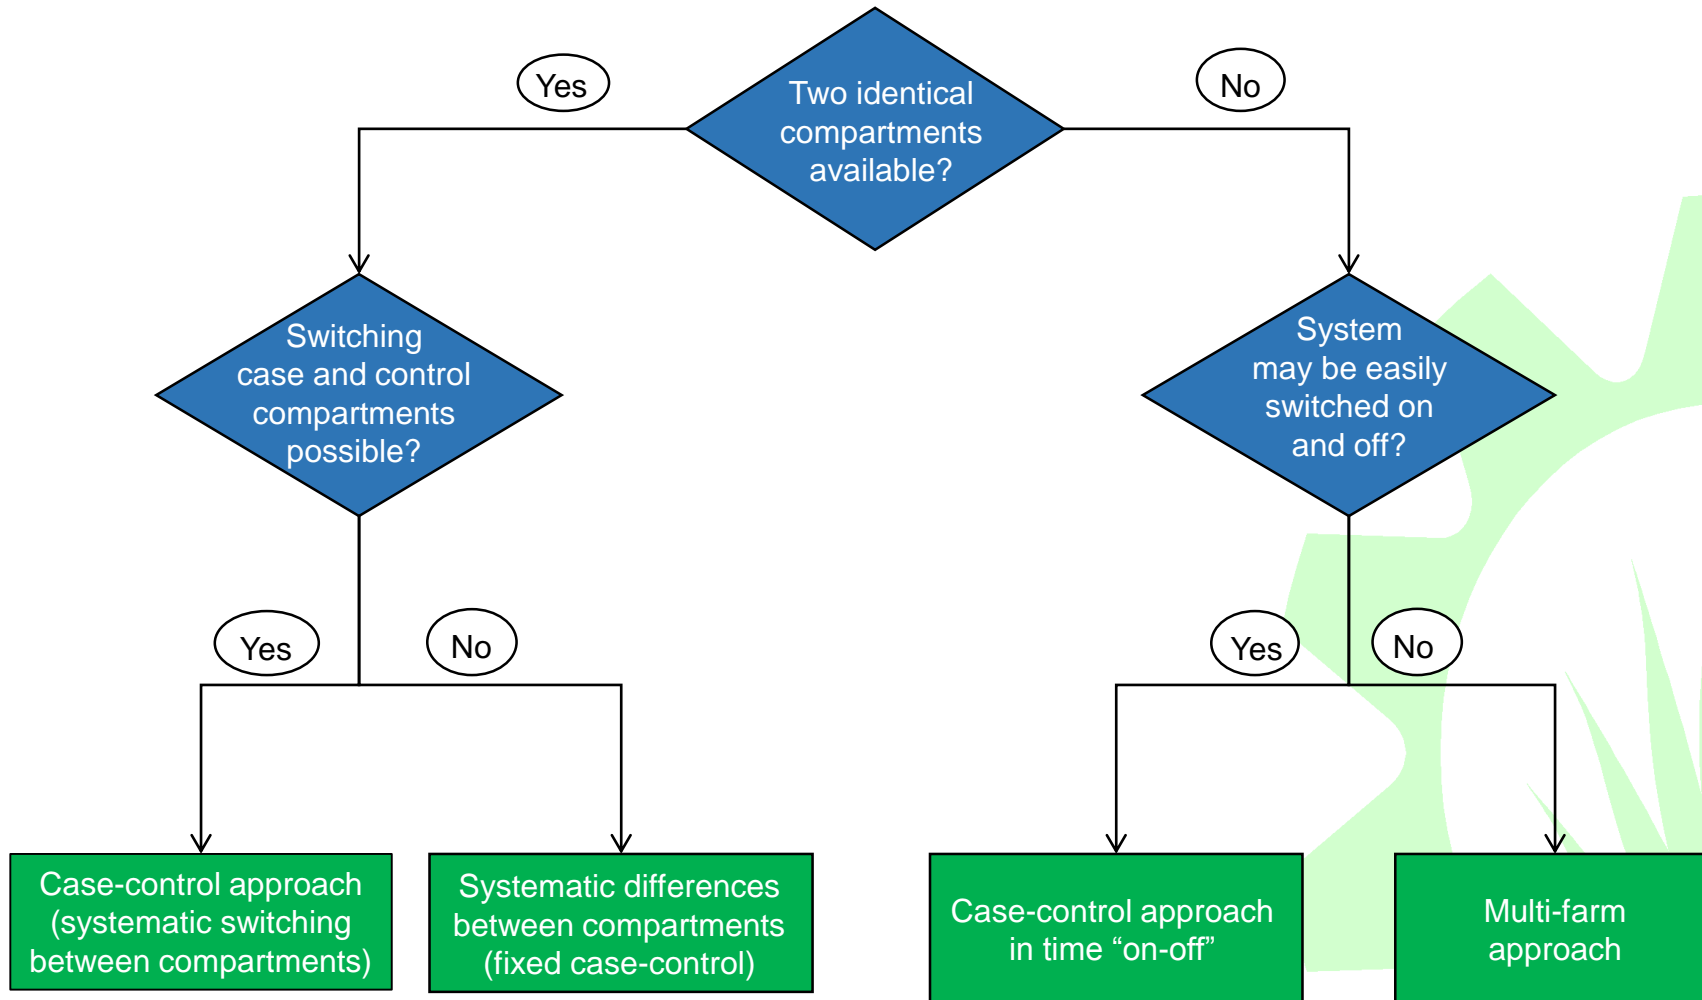 Yes
Two identical
compartments
available?
No
Switching
case and control
compartments
possible?
System
may be easily
switched on
and off?
Yes
No
Yes
No
Case-control approach
(systematic switching
between compartments)
Systematic differences
between compartments
(fixed case-control)
Case-control approach
in time “on-off”
Multi-farm
approach